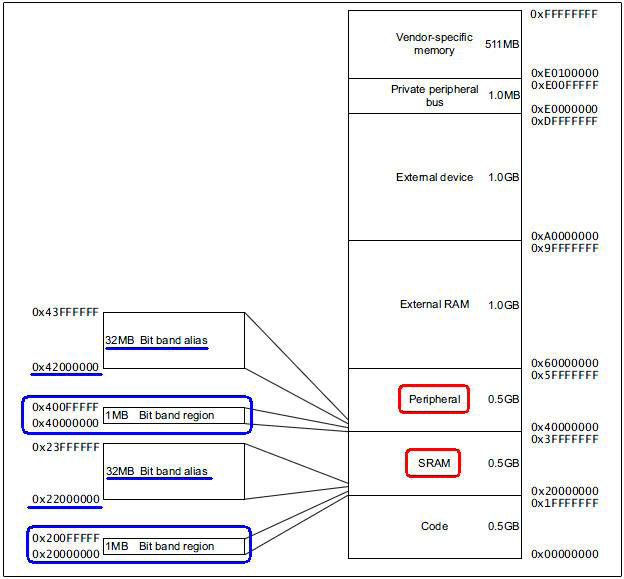 0xFFFFFFFF
Vendor-specific
memory
511MB
0xE0100000
0xE00FFFFF
Private peripheral
bus
1.0MB
0xE0000000
0xDFFFFFFF
External device
1.0GB
0xA0000000
0x9FFFFFFF
External RAM
1.0GB
0x60000000
0x5FFFFFFF
Peripheral
0.5GB
0x40000000
0x3FFFFFFF
SRAM
0.5GB
0x20000000
0x1FFFFFFF
Code
0.5GB
0x00000000
0x43FFFFFF
32MB Bit band alias
0x42000000
0x400FFFFF
1MB Bit band region
0x40000000
0x23FFFFFF
32MB Bit band alias
0x22000000
0x200FFFFF
1MB Bit band region
0x20000000